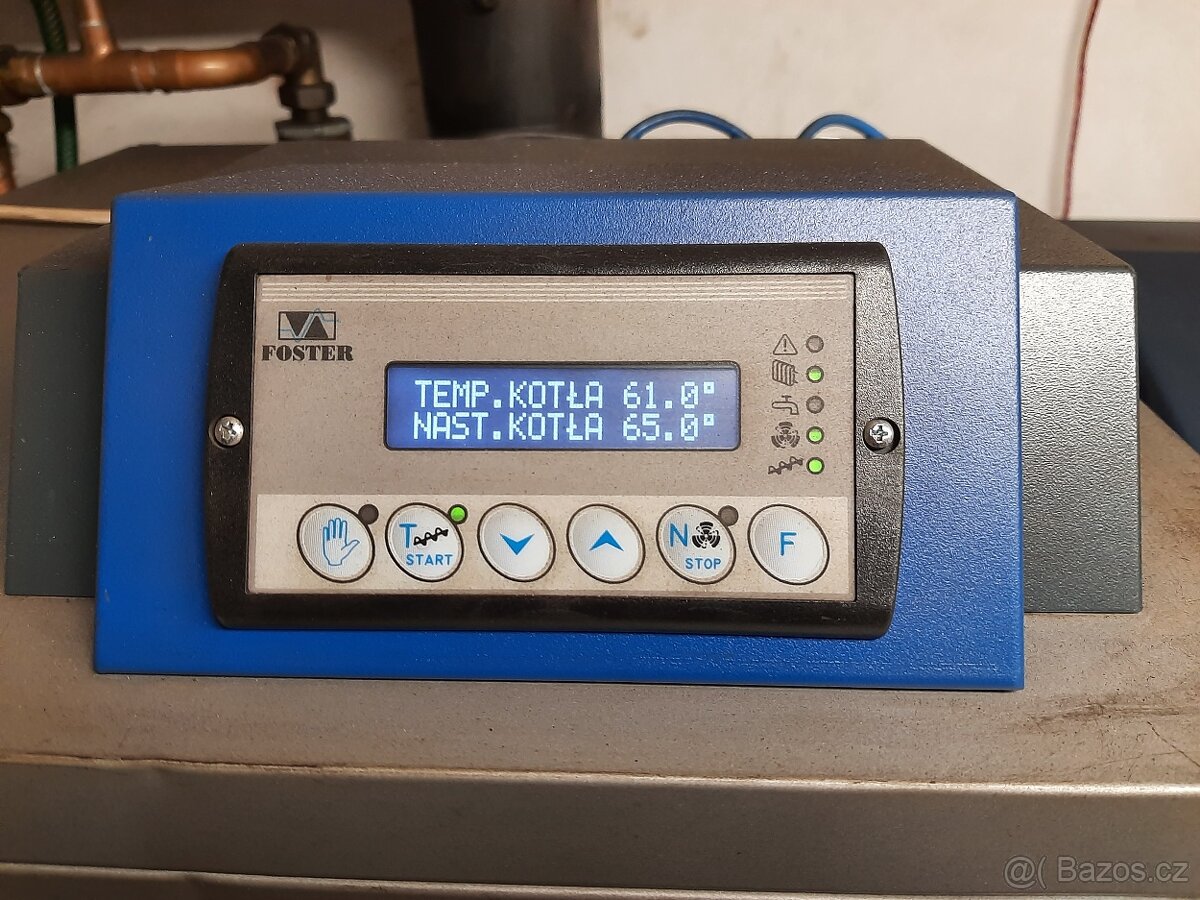 FOSTER
TEMP.KOTŁA 61.0°
NAST.KOTŁA 65.0°
T
START
N
STOP
F
@( Bazos.cz